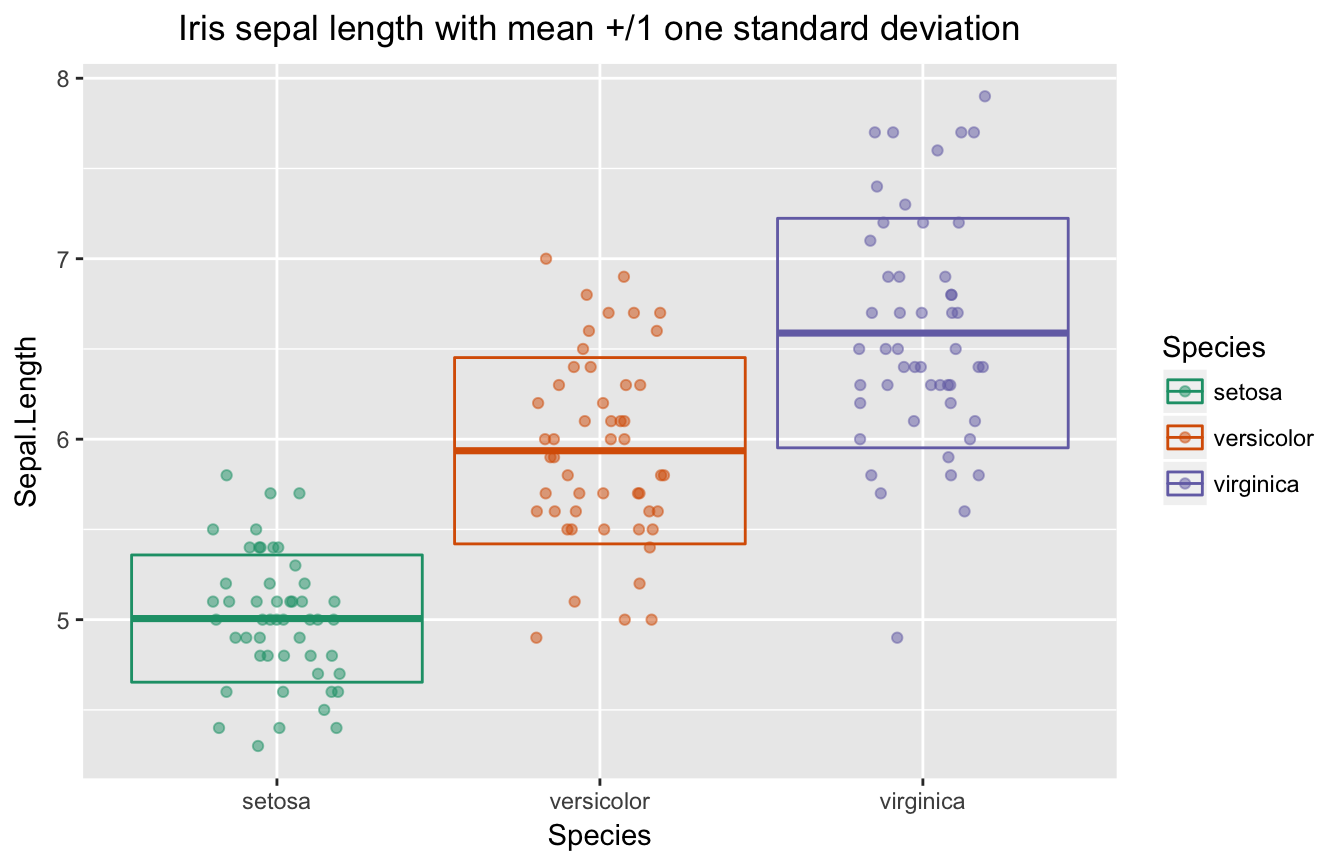 Iris sepal length with mean +/1 one standard deviation
8
7
6
5
Sepal.Length
setosa
versicolor
virginica
Species
Species
setosa
versicolor
virginica